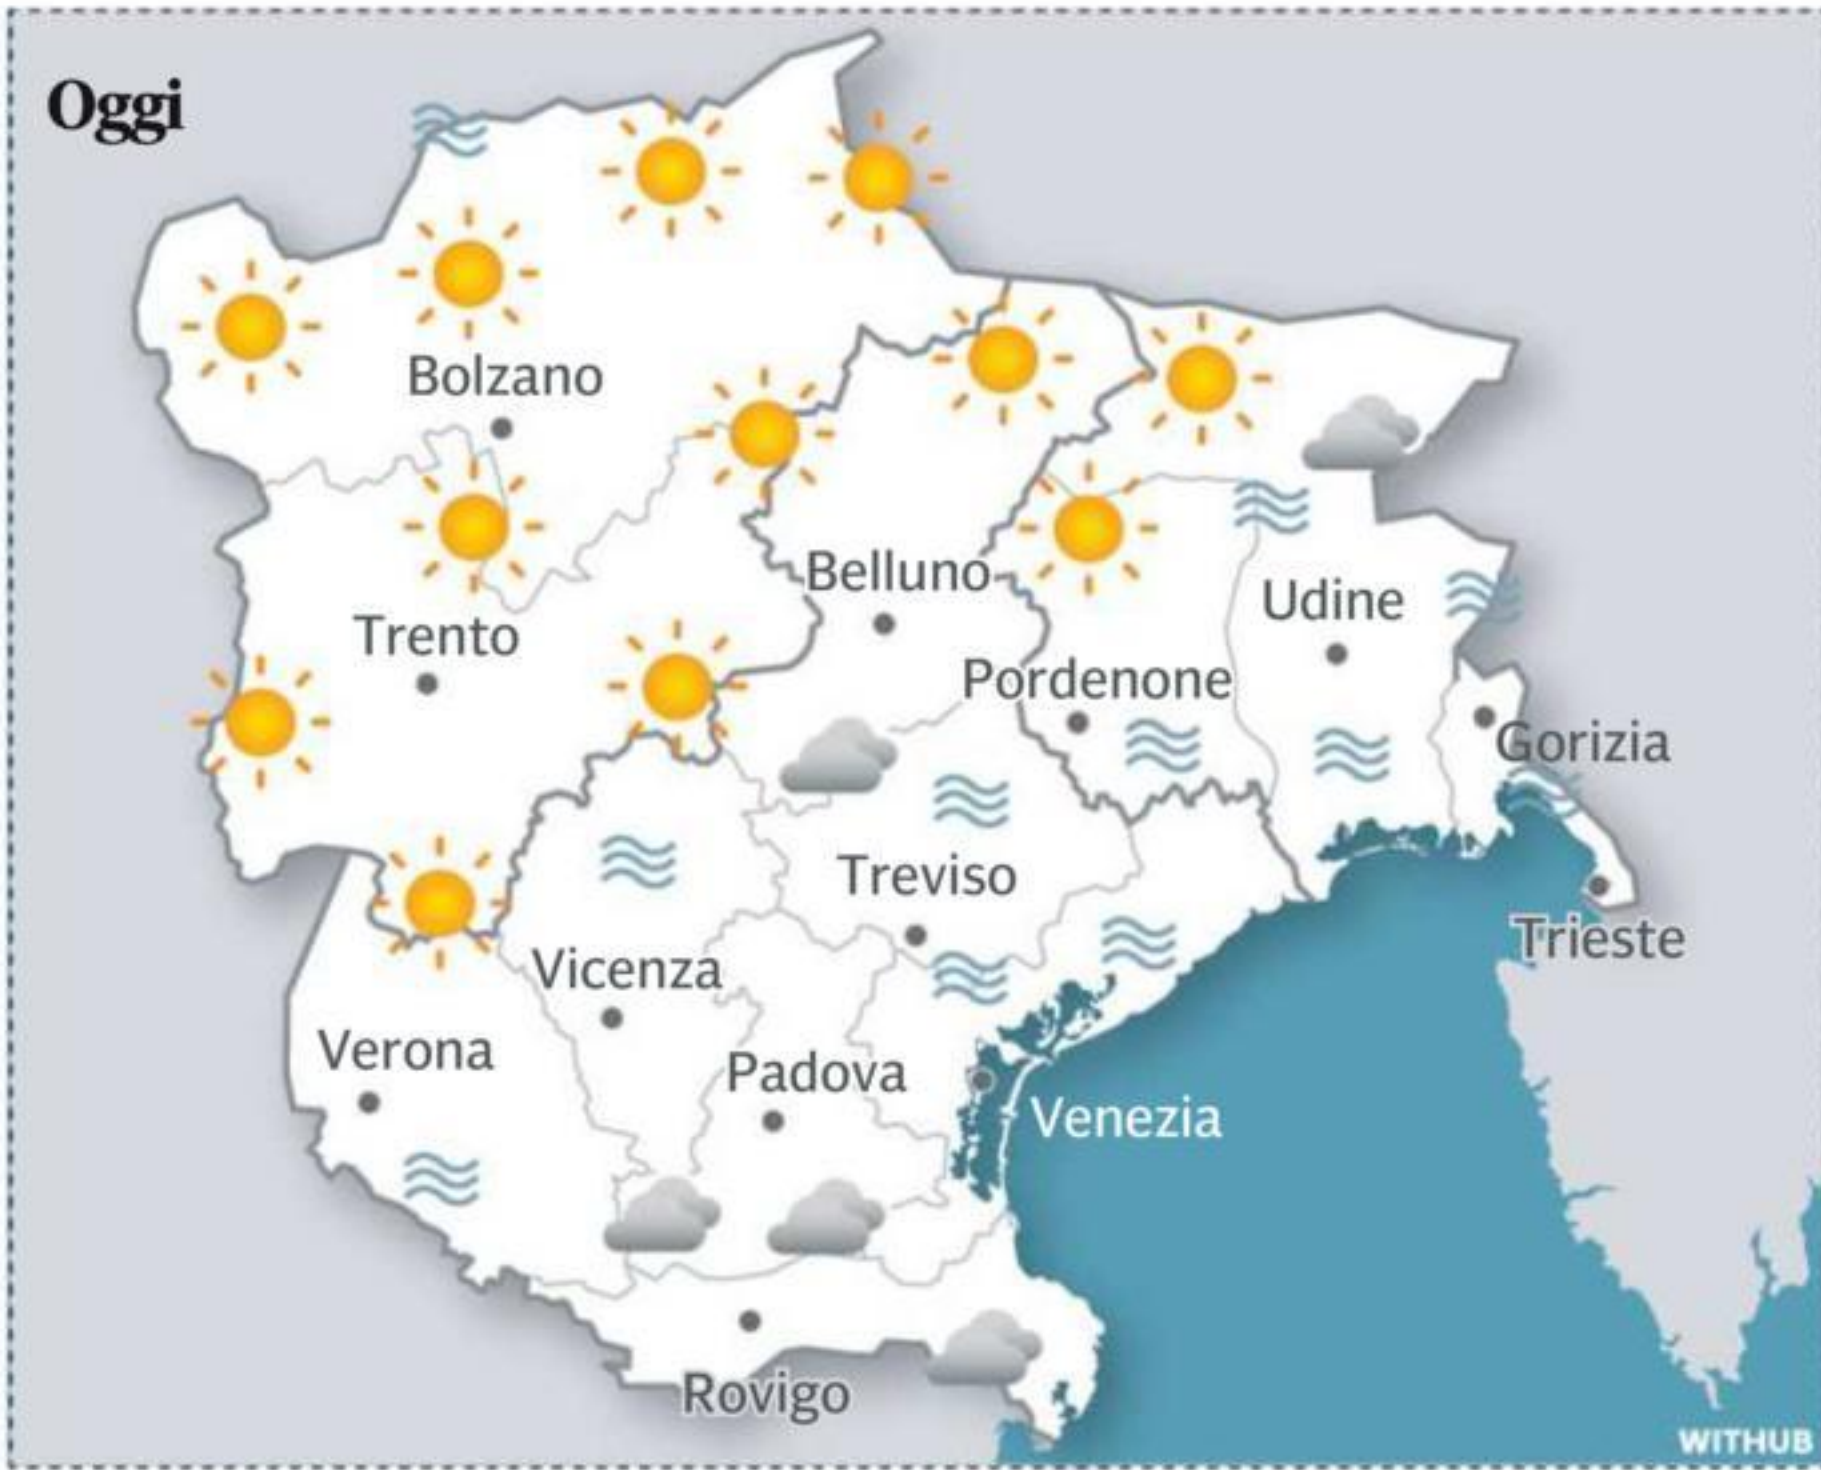 Oggi
Bolzano
Belluno
Udine
Trento
Pordenone
Gorizia
Treviso
Trieste
Vicenza
Verona
Padova
Venezia
Rovigo
WITHUB